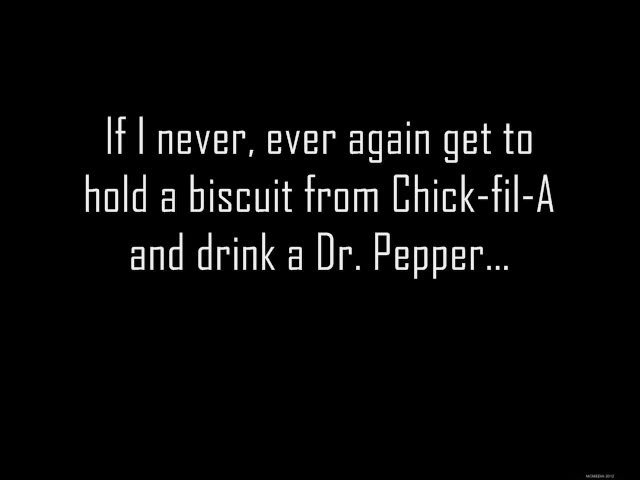 If I never, ever again get to
hold a biscuit from Chick-fil-A
and drink a Dr. Pepper...